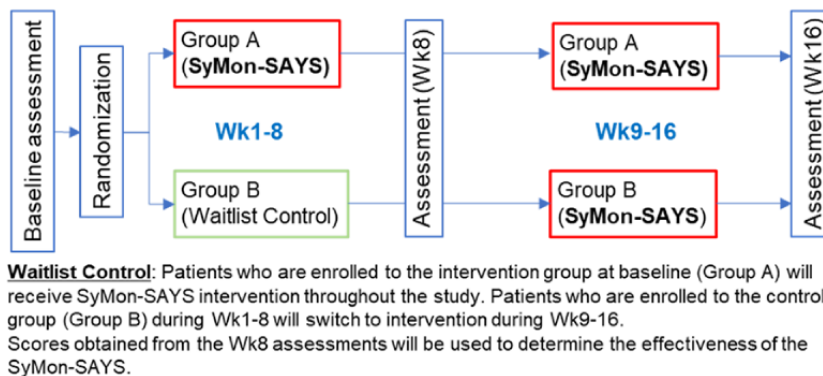 Baseline assessment
Randomization
Group A
(SyMon-SAYS)
Wk1-8
Group B
(Waitlist Control)
Assessment (Wk8)
Group A
(SyMon-SAYS)
Wk9-16
Group B
(SyMon-SAYS)
Assessment (Wk16)
Waitlist Control: Patients who are enrolled to the intervention group at baseline (Group A) will
receive SyMon-SAYS intervention throughout the study. Patients who are enrolled to the control
group (Group B) during Wk1-8 will switch to intervention during Wk9-16.
Scores obtained from the Wk8 assessments will be used to determine the effectiveness of the
SyMon-SAYS.